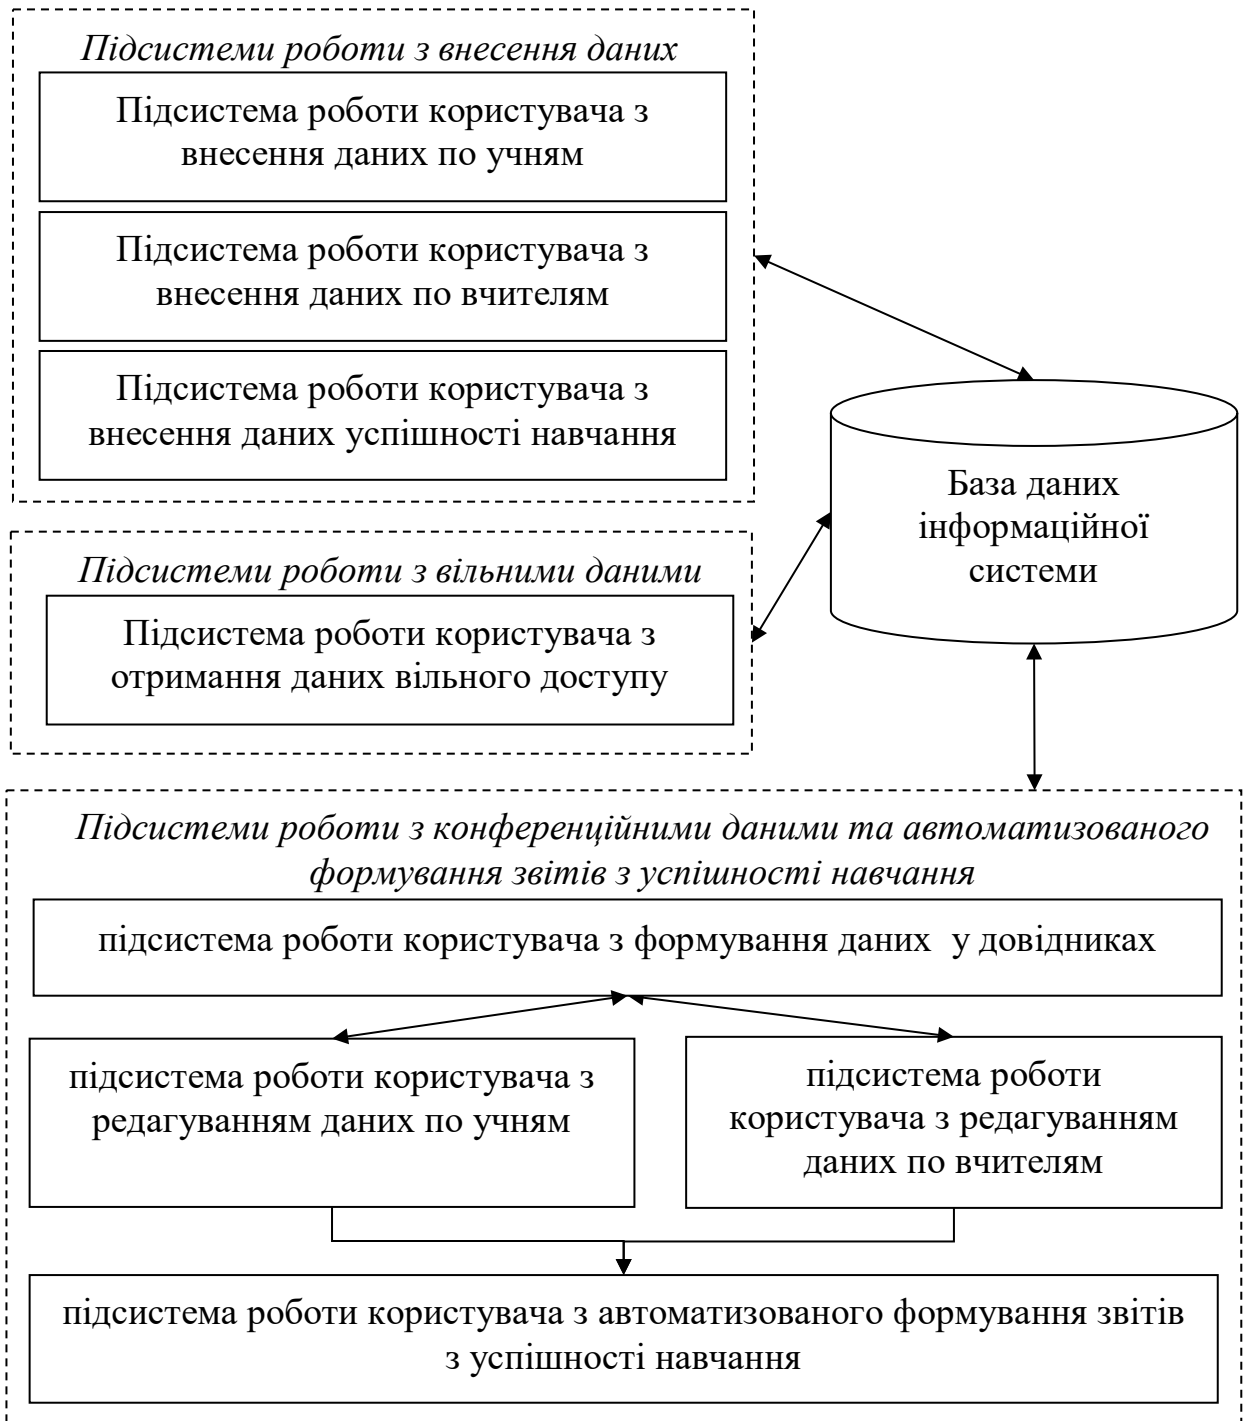 Підсистеми роботи з внесення даних
Підсистема роботи користувача з
внесення даних по учням
Підсистема роботи користувача з
внесення даних по вчителям
Підсистема роботи користувача з
внесення даних успішності навчання
База даних
інформаційної
системи
Підсистеми роботи з вільними даними
Підсистема роботи користувача з
отримання даних вільного доступу
Підсистеми роботи з конференційними даними та автоматизованого
формування звітів з успішності навчання
підсистема роботи користувача з формування даних у довідниках
підсистема роботи користувача з
редагуванням даних по учням
підсистема роботи
користувача з редагуванням
даних по вчителям
підсистема роботи користувача з автоматизованого формування звітів
з успішності навчання